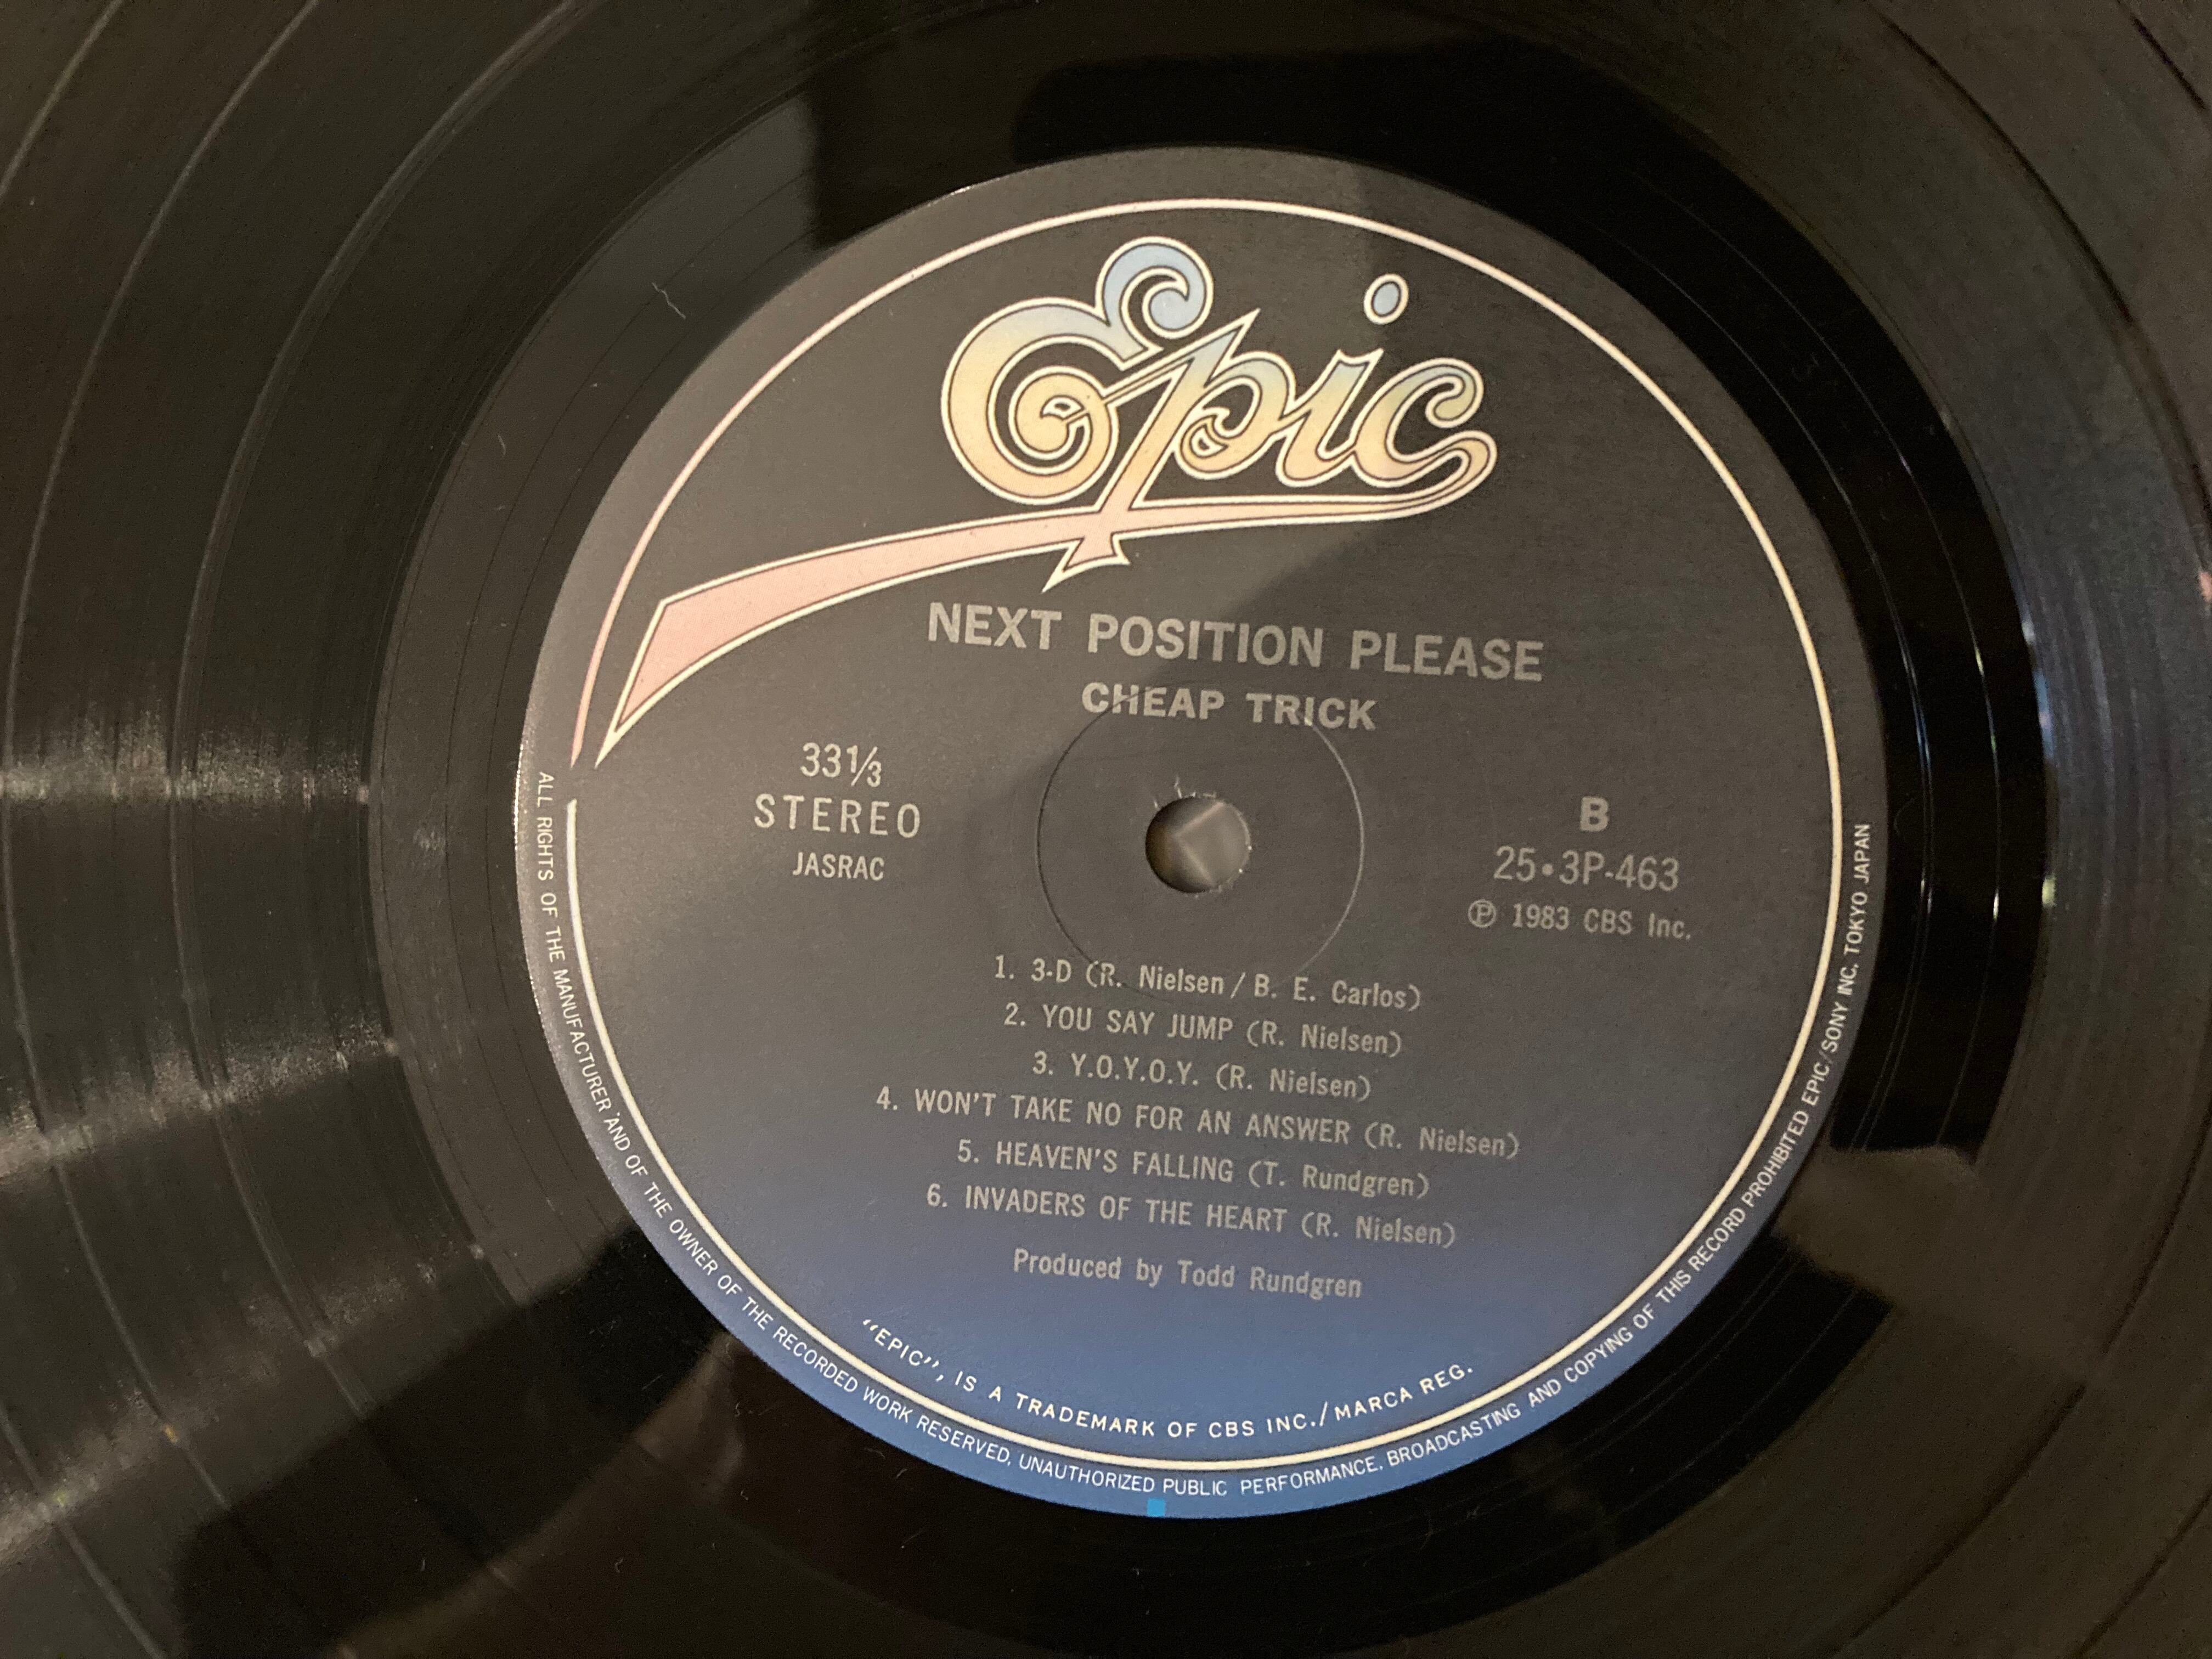 Epic
NEXT POSITION PLEASE
CHEAP TRICK
33⅓
STEREO
JASRAC
B
25•3P-463
℗ 1983 CBS Inc.
1. 3-D (R. Nielsen / B. E. Carlos)
2. YOU SAY JUMP (R. Nielsen)
3. Y.O.Y.O.Y. (R. Nielsen)
4. WON'T TAKE NO FOR AN ANSWER (R. Nielsen)
5. HEAVEN'S FALLING (T. Rundgren)
6. INVADERS OF THE HEART (R. Nielsen)
Produced by Todd Rundgren
“EPIC”, IS A TRADEMARK OF CBS INC./MARCA REG.
ALL RIGHTS OF THE MANUFACTURER AND OF THE OWNER OF THE RECORDED WORK RESERVED, UNAUTHORIZED PUBLIC PERFORMANCE, BROADCASTING AND COPYING OF THIS RECORD PROHIBITED EPIC/SONY INC. TOKYO JAPAN